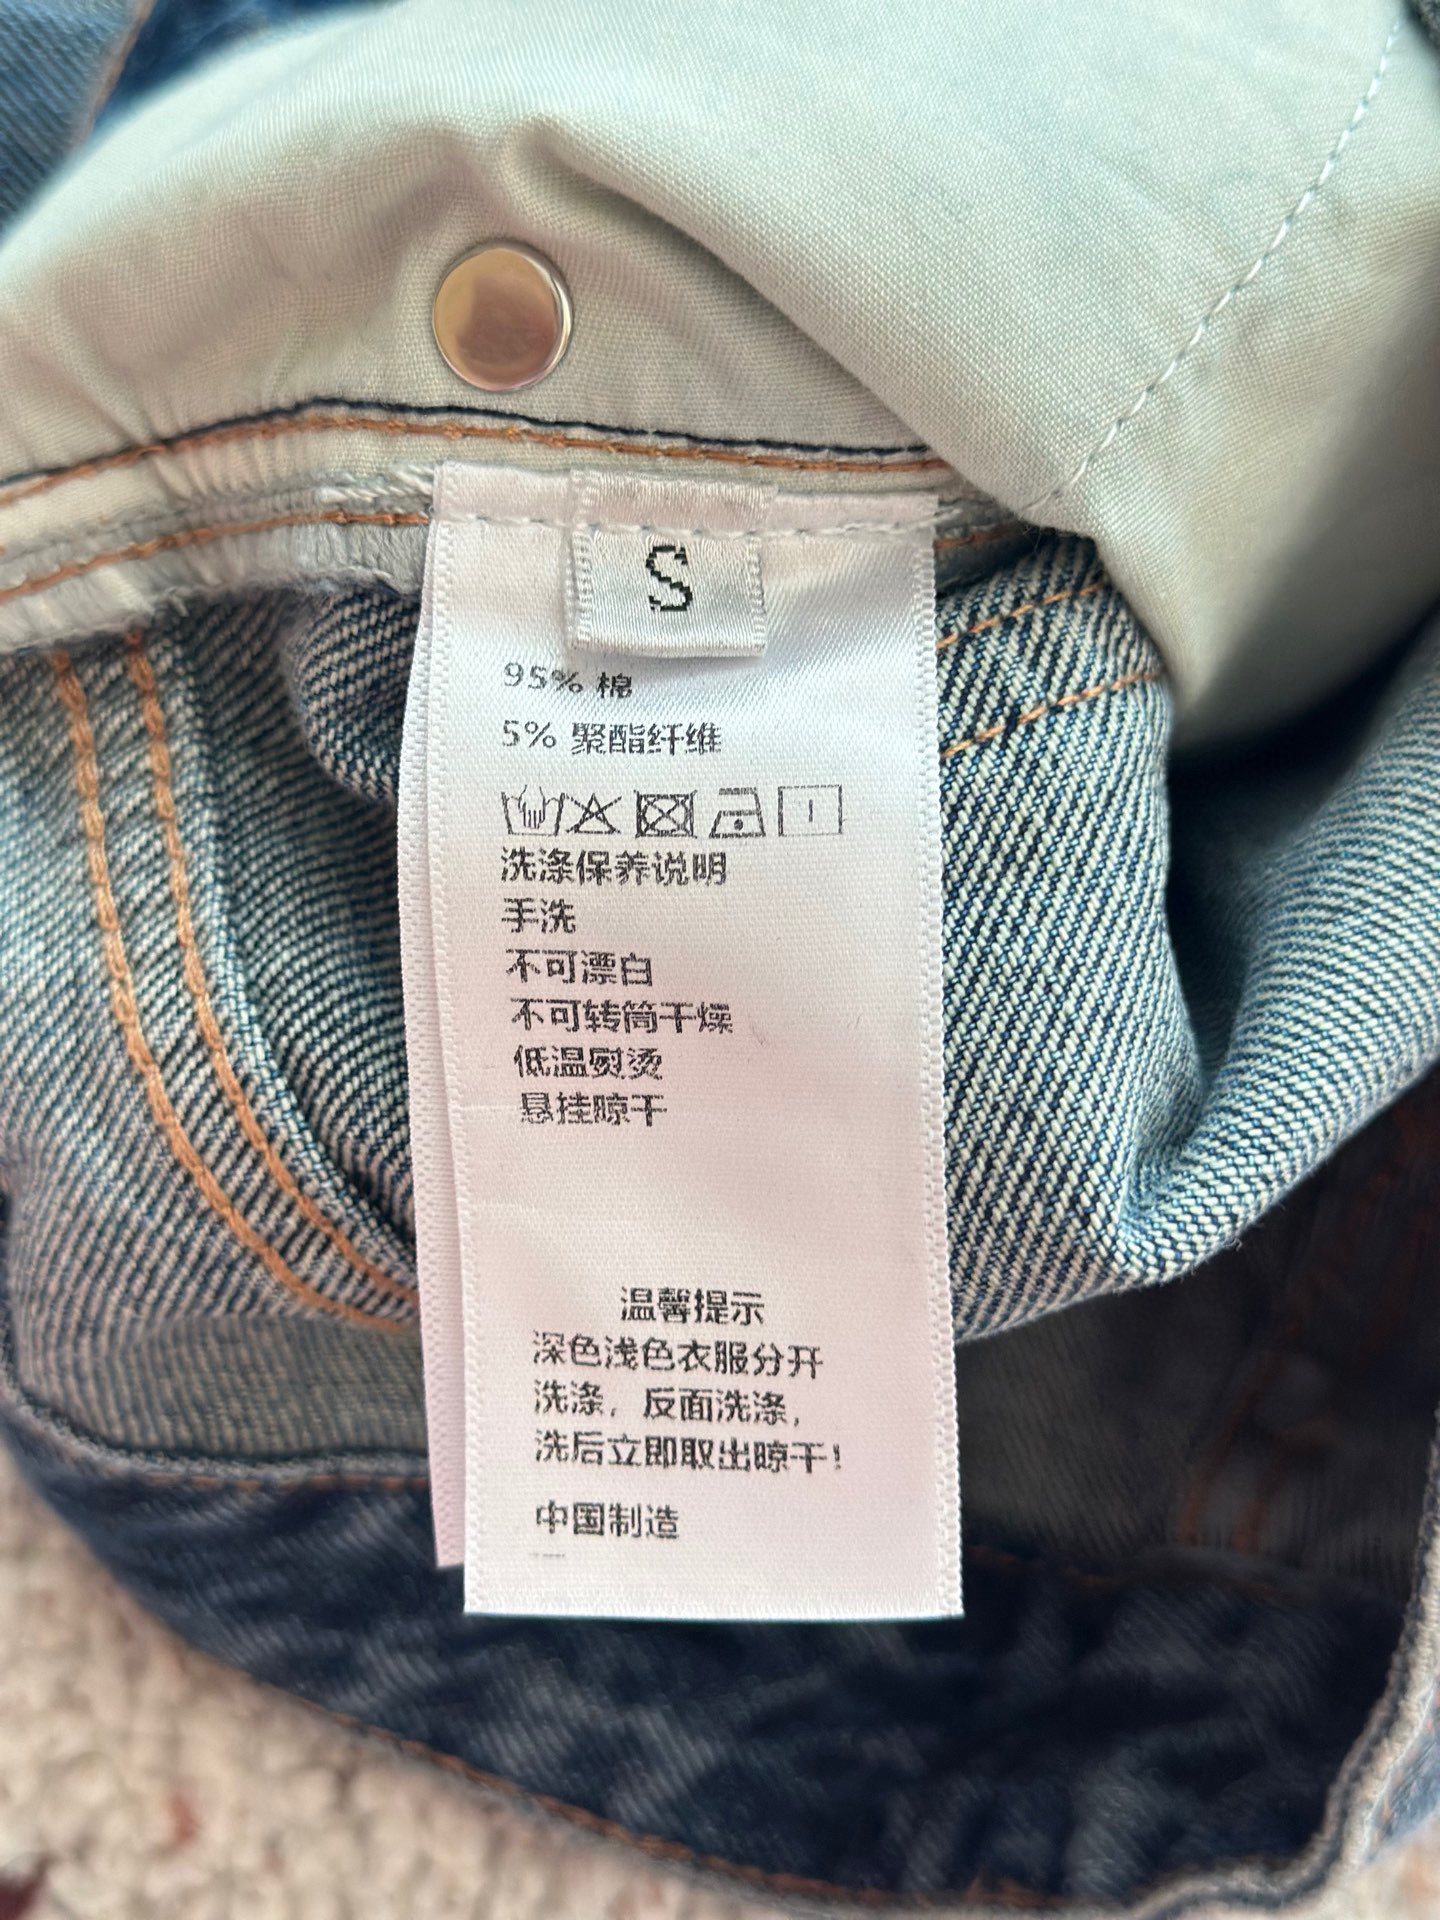 S
95% 棉
5% 聚酯纤维
洗涤保养说明
手洗
不可漂白
不可转筒干燥
低温熨烫
悬挂晾干
温馨提示
深色浅色衣服分开
洗涤，反面洗涤，
洗后立即取出晾干！
中国制造